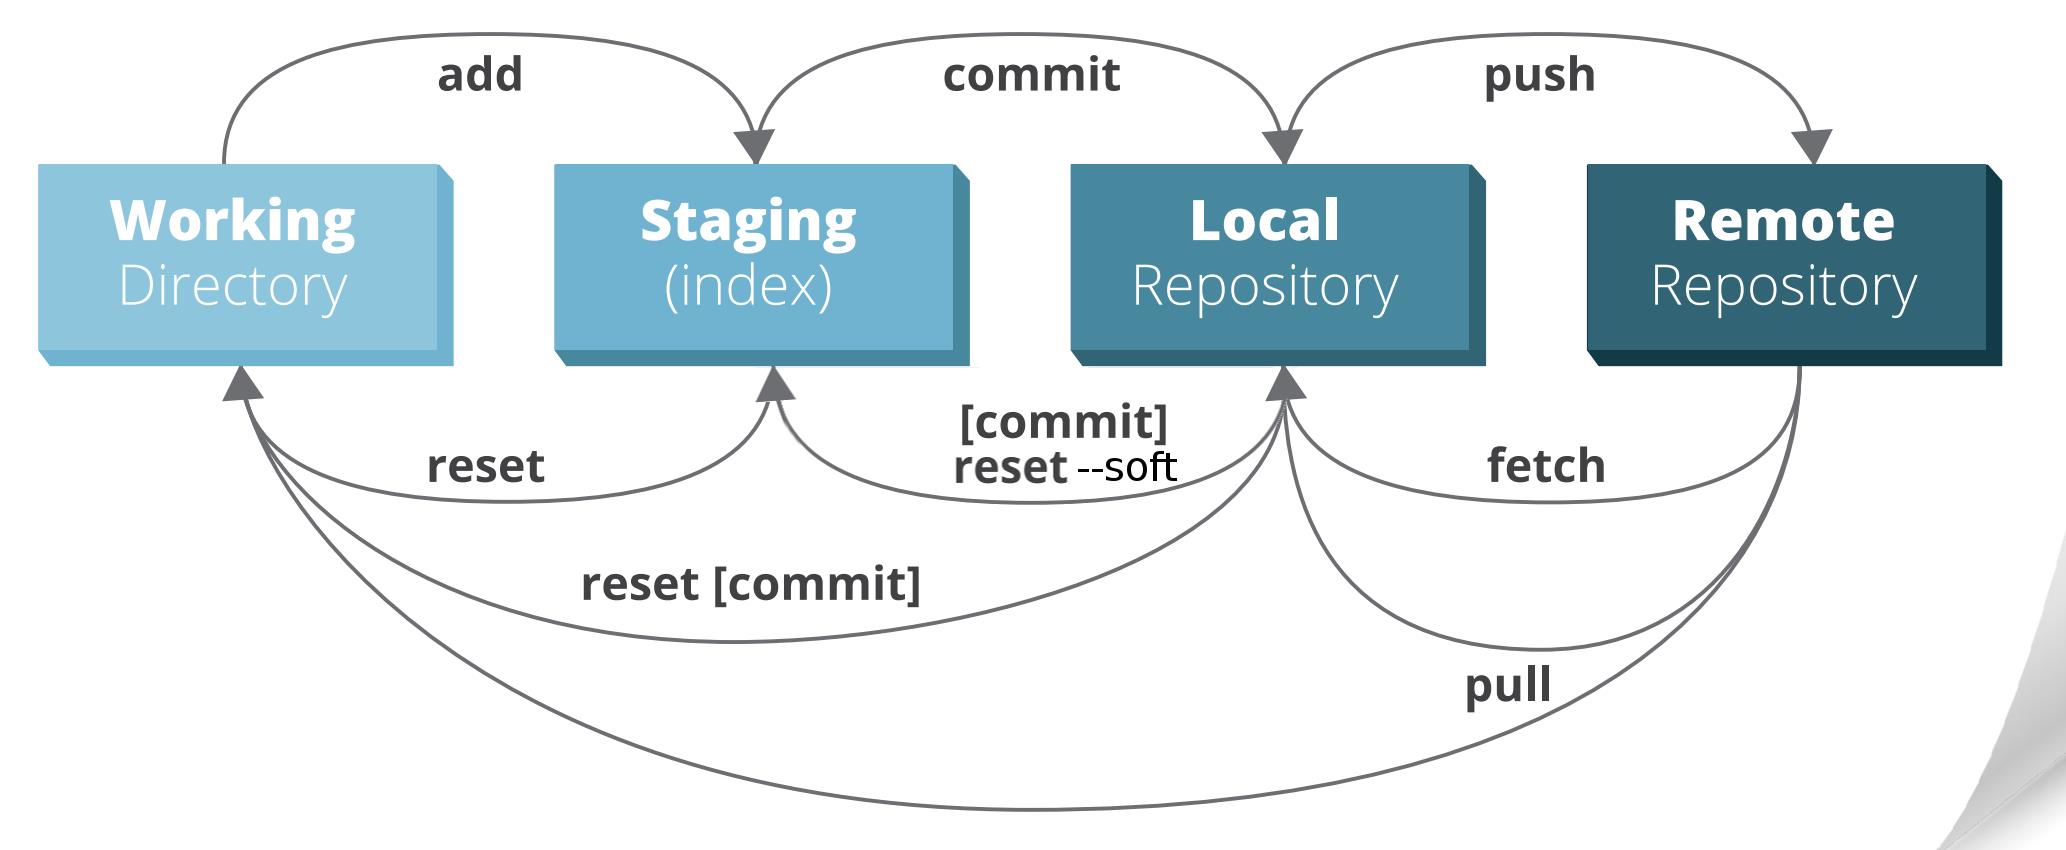 add
commit
push
Working
Directory
Staging
(index)
Local
Repository
Remote
Repository
reset
[commit]
reset --soft
fetch
reset [commit]
pull